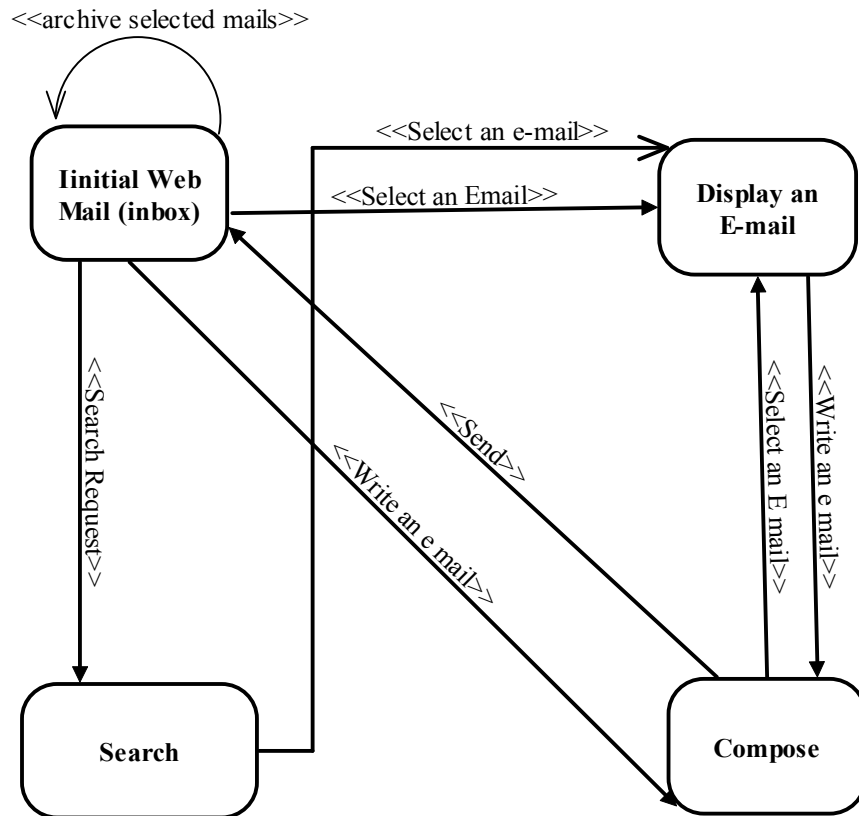 <<archive selected mails>>
<<Select an e-mail>>
Iinitial Web
Mail (inbox)
<<Select an Email>>
Display an
E-mail
<<Search Request>>
<<Send>>
<<Write an e mail>>
<<Select an E mail>>
<<Write an e mail>>
Search
Compose